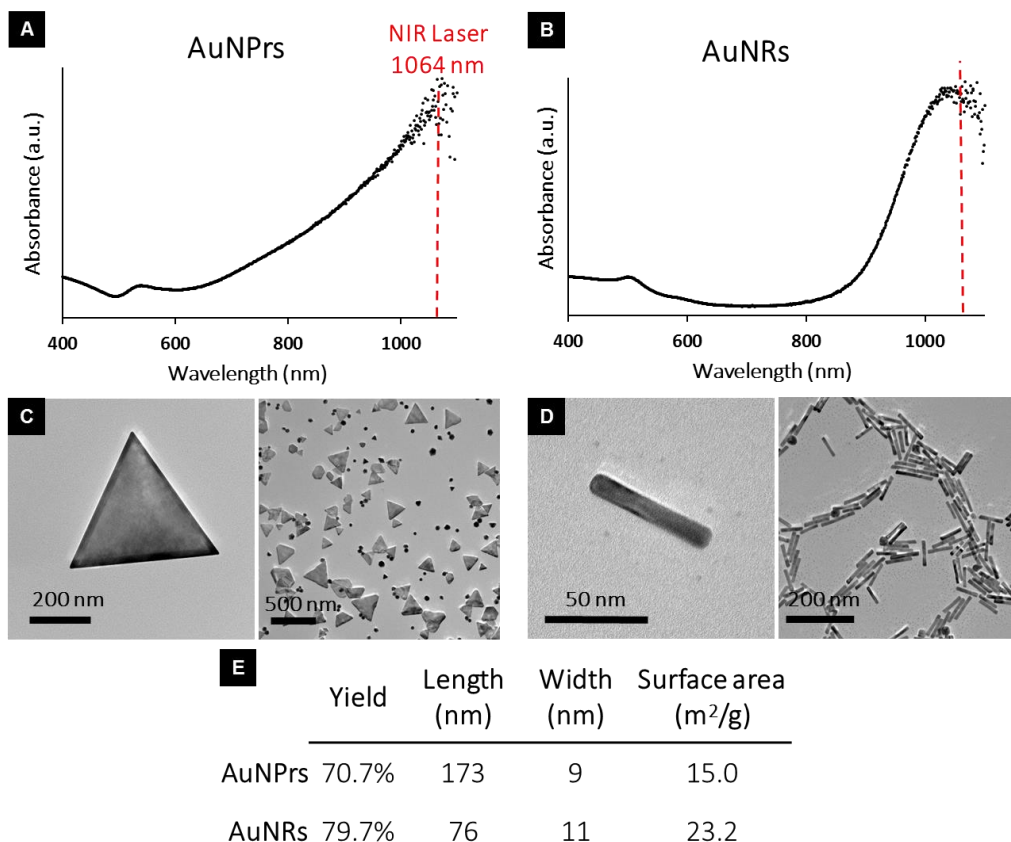 A
AuNPrs
NIR Laser
1064 nm
Absorbance (a.u.)
400 600 800 1000
Wavelength (nm)
B
AuNRs
Absorbance (a.u.)
400 600 800 1000
Wavelength (nm)
C
200 nm
500 nm
D
50 nm
200 nm
E
Yield Length (nm) Width (nm) Surface area (m²/g)
AuNPrs 70.7% 173 9 15.0
AuNRs 79.7% 76 11 23.2